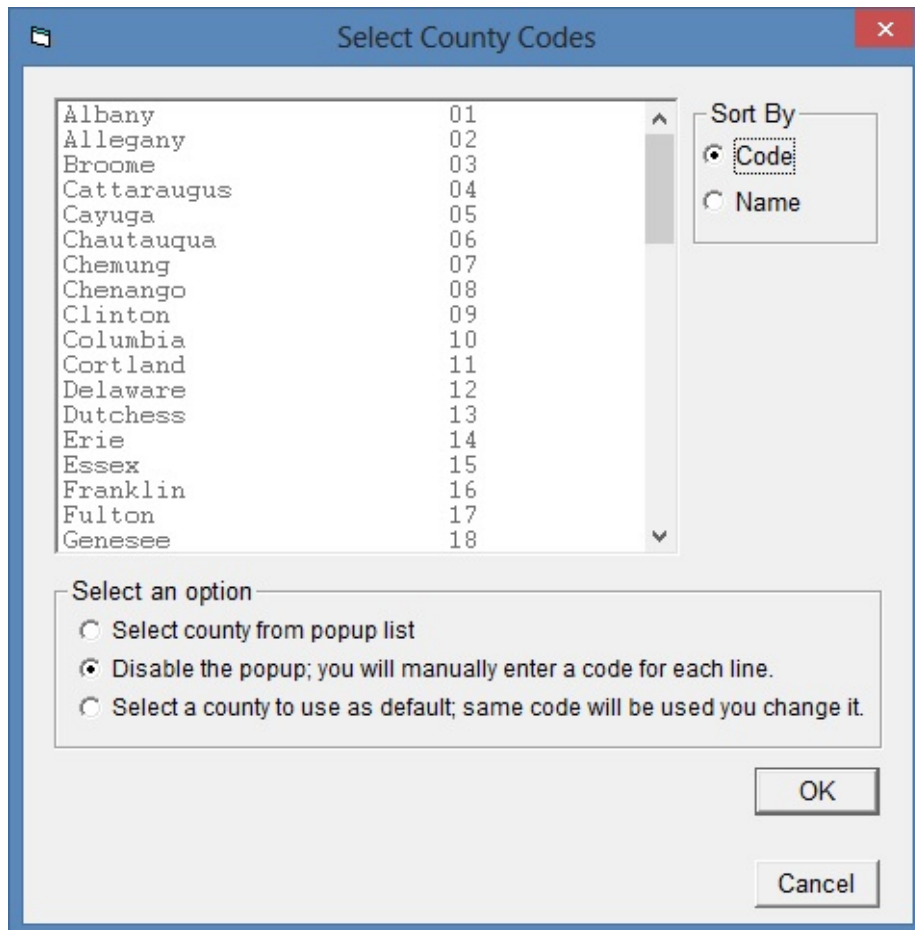 Select County Codes
Albany 01
Allegany 02
Broome 03
Cattaraugus 04
Cayuga 05
Chautauqua 06
Chemung 07
Chenango 08
Clinton 09
Columbia 10
Cortland 11
Delaware 12
Dutchess 13
Erie 14
Essex 15
Franklin 16
Fulton 17
Genesee 18
Sort By
Code
Name
Select an option
Select county from popup list
Disable the popup; you will manually enter a code for each line.
Select a county to use as default; same code will be used you change it.
OK
Cancel